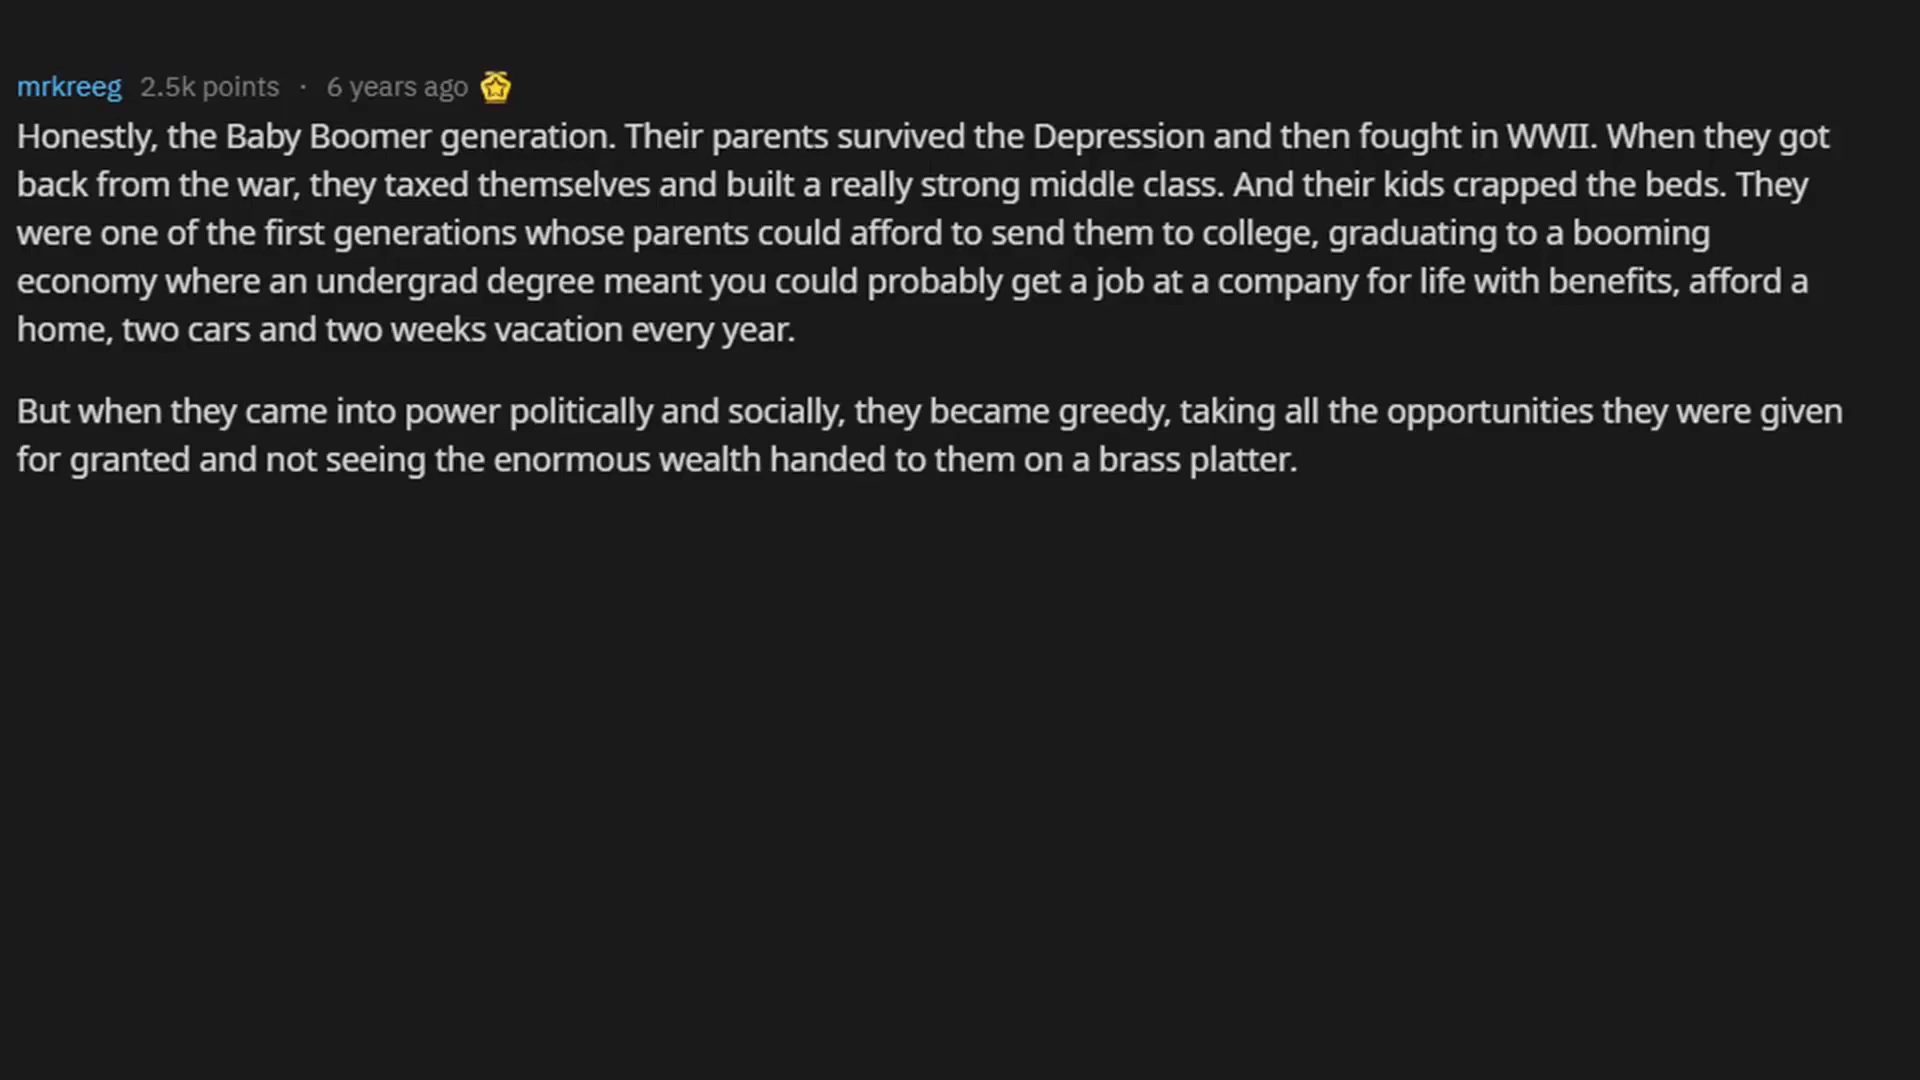 mrkreeg 2.5k points · 6 years ago
Honestly, the Baby Boomer generation. Their parents survived the Depression and then fought in WWII. When they got
back from the war, they taxed themselves and built a really strong middle class. And their kids crapped the beds. They
were one of the first generations whose parents could afford to send them to college, graduating to a booming
economy where an undergrad degree meant you could probably get a job at a company for life with benefits, afford a
home, two cars and two weeks vacation every year.
But when they came into power politically and socially, they became greedy, taking all the opportunities they were given
for granted and not seeing the enormous wealth handed to them on a brass platter.